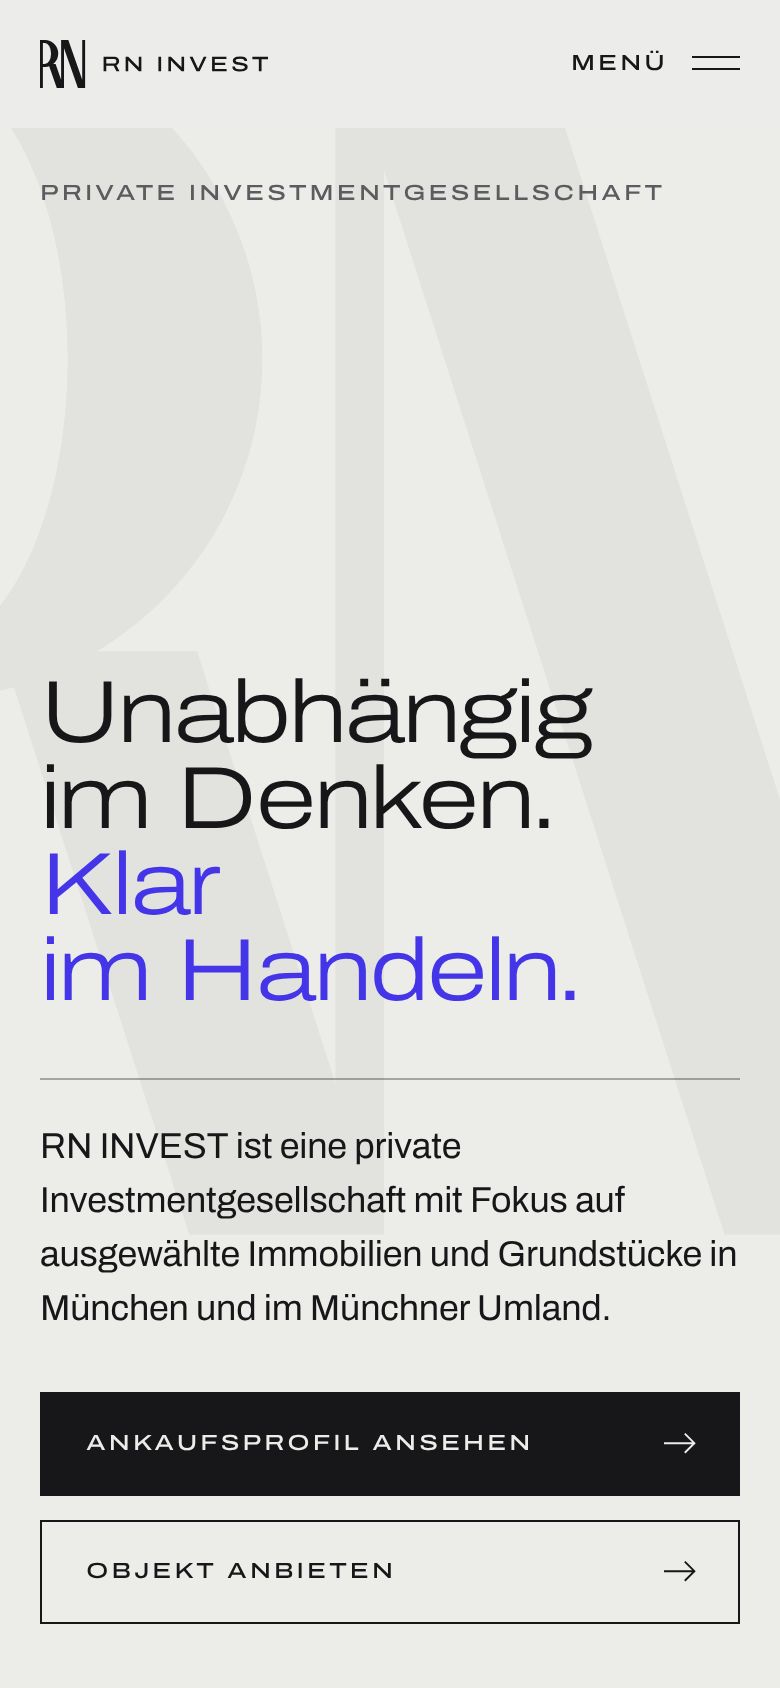 RN RN INVEST
MENÜ
PRIVATE INVESTMENTGESELLSCHAFT
Unabhängig
im Denken.
Klar
im Handeln.
RN INVEST ist eine private
Investmentgesellschaft mit Fokus auf
ausgewählte Immobilien und Grundstücke in
München und im Münchner Umland.
ANKAUFSPROFIL ANSEHEN
OBJEKT ANBIETEN